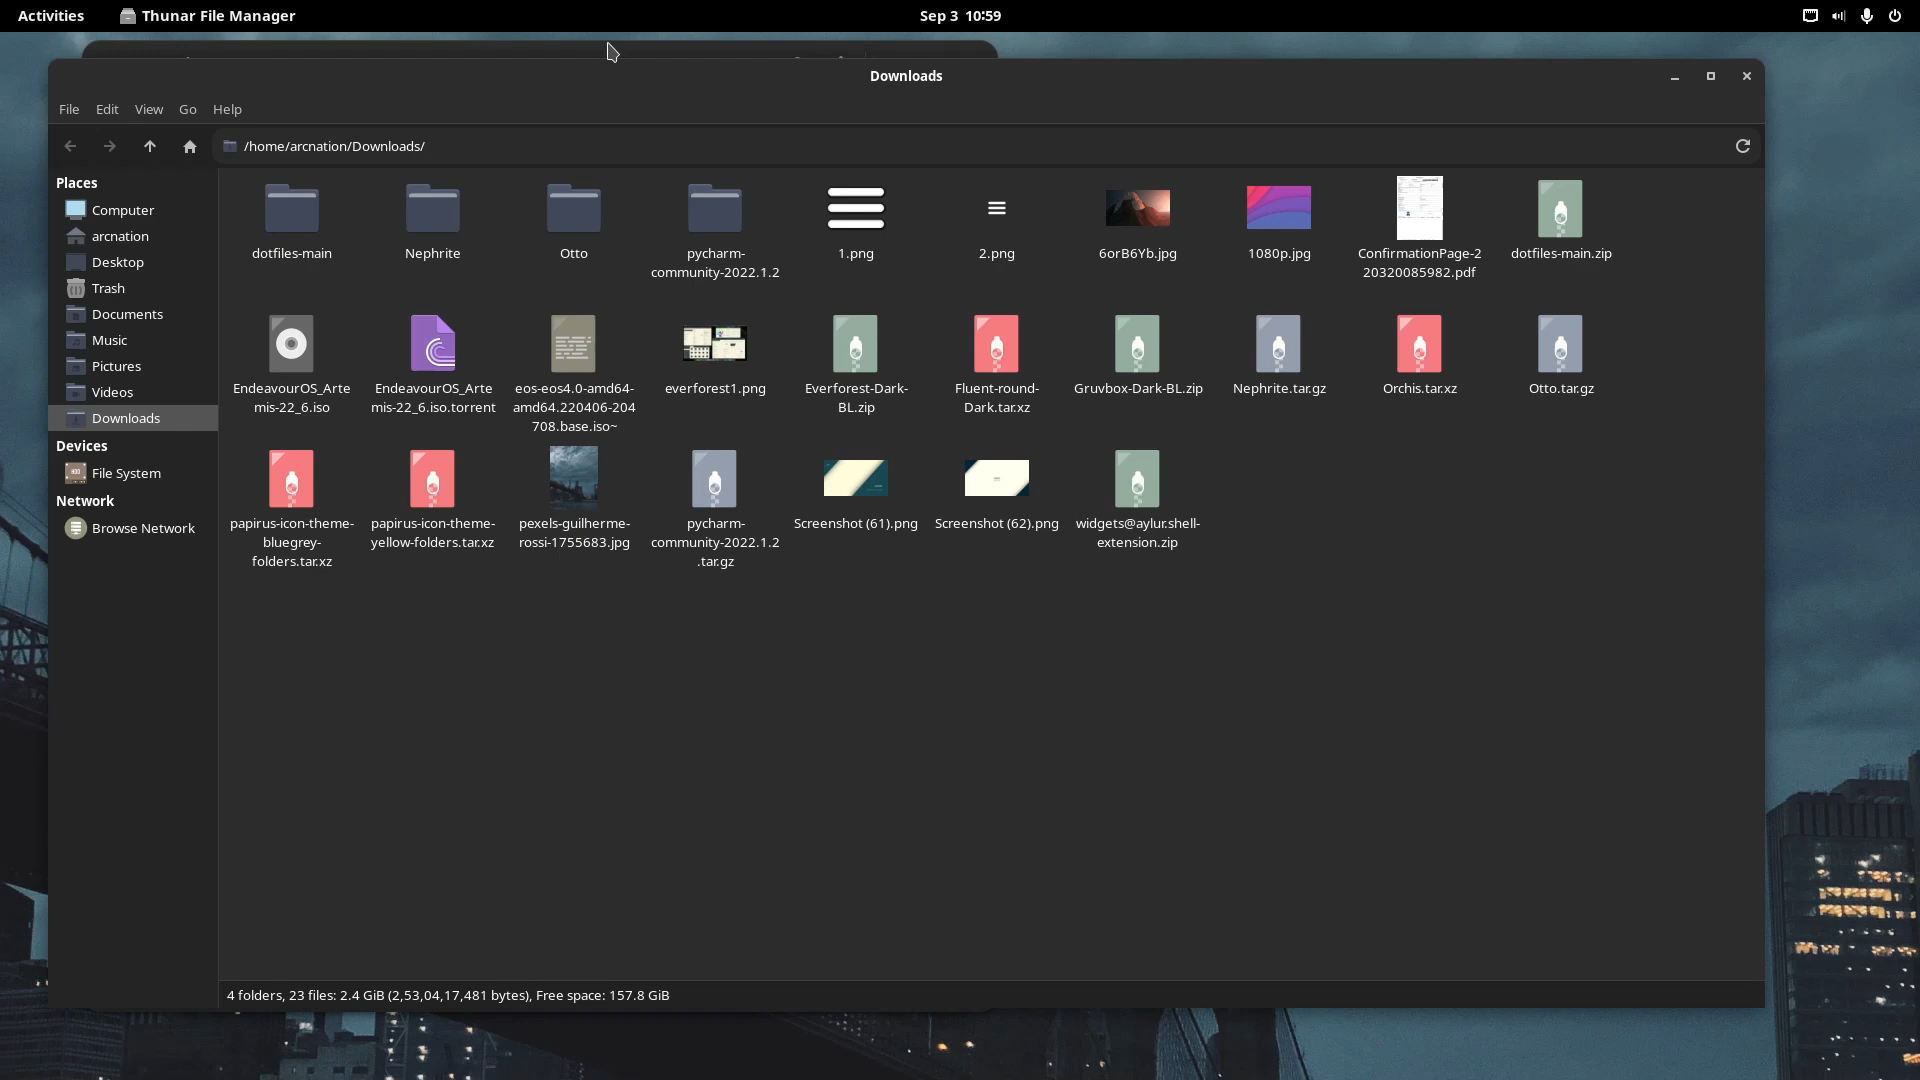 Activities
Thunar File Manager
Sep 3 10:59
Downloads
File
Edit
View
Go
Help
/home/arcnation/Downloads/
Places
Computer
arcnation
Desktop
Trash
Documents
Music
Pictures
Videos
Downloads
Devices
File System
Network
Browse Network
dotfiles-main
Nephrite
Otto
pycharm-
community-2022.1.2
1.png
2.png
6orB6Yb.jpg
1080p.jpg
ConfirmationPage-2
20320085982.pdf
dotfiles-main.zip
EndeavourOS_Arte
mis-22_6.iso
EndeavourOS_Arte
mis-22_6.iso.torrent
eos-eos4.0-amd64-
amd64.220406-204
708.base.iso~
everforest1.png
Everforest-Dark-
BL.zip
Fluent-round-
Dark.tar.xz
Gruvbox-Dark-BL.zip
Nephrite.tar.gz
Orchis.tar.xz
Otto.tar.gz
papirus-icon-theme-
bluegrey-
folders.tar.xz
papirus-icon-theme-
yellow-folders.tar.xz
pexels-guilherme-
rossi-1755683.jpg
pycharm-
community-2022.1.2
.tar.gz
Screenshot (61).png
Screenshot (62).png
widgets@aylur.shell-
extension.zip
4 folders, 23 files: 2.4 GiB (2,53,04,17,481 bytes), Free space: 157.8 GiB